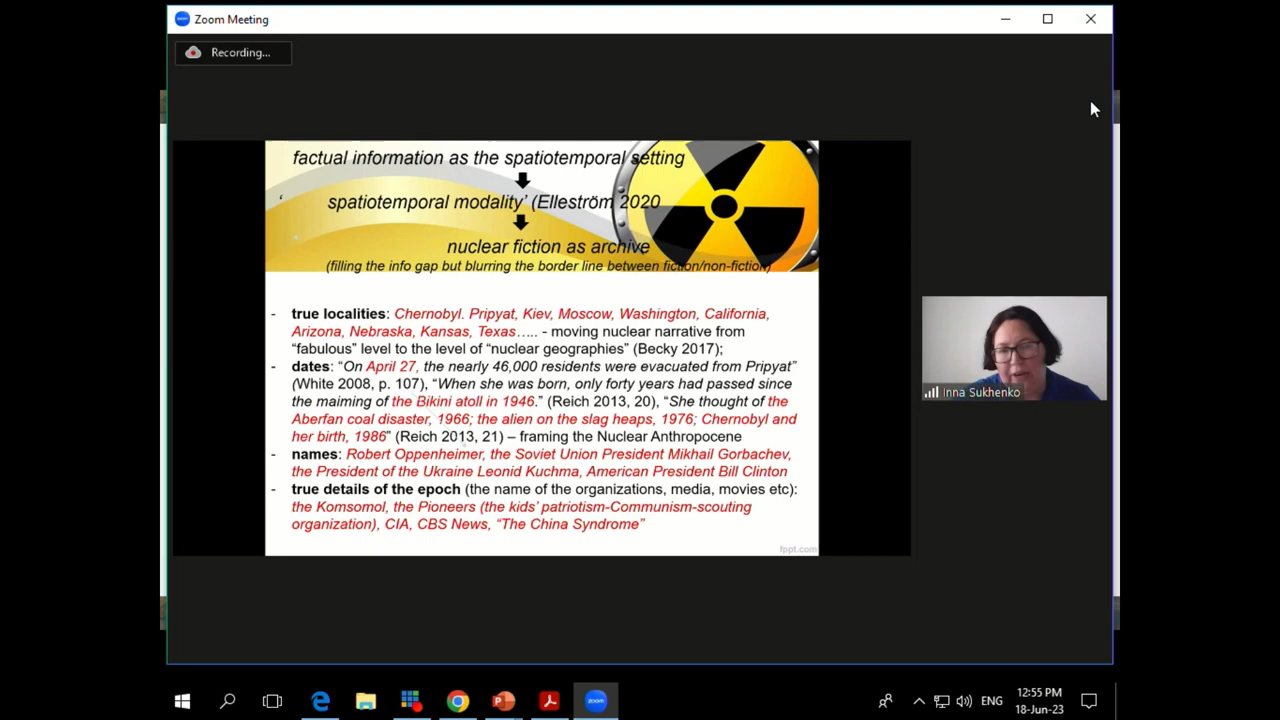 Zoom Meeting
Recording...
factual information as the spatiotemporal setting
‘ spatiotemporal modality’ (Elleström 2020
nuclear fiction as archive
(filling the info gap but blurring the border line between fiction/non-fiction)
- true localities: Chernobyl. Pripyat, Kiev, Moscow, Washington, California,
Arizona, Nebraska, Kansas, Texas….. - moving nuclear narrative from
“fabulous” level to the level of “nuclear geographies” (Becky 2017);
- dates: “On April 27, the nearly 46,000 residents were evacuated from Pripyat”
(White 2008, p. 107), “When she was born, only forty years had passed since
the maiming of the Bikini atoll in 1946.” (Reich 2013, 20), “She thought of the
Aberfan coal disaster, 1966; the alien on the slag heaps, 1976; Chernobyl and
her birth, 1986” (Reich 2013, 21) – framing the Nuclear Anthropocene
- names: Robert Oppenheimer, the Soviet Union President Mikhail Gorbachev,
the President of the Ukraine Leonid Kuchma, American President Bill Clinton
- true details of the epoch (the name of the organizations, media, movies etc):
the Komsomol, the Pioneers (the kids’ patriotism-Communism-scouting
organization), CIA, CBS News, “The China Syndrome”
fppt.com
Inna Sukhenko
ENG
12:55 PM
18-Jun-23